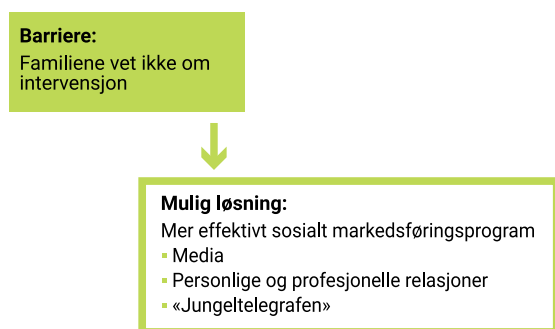 Barriere:
Familiene vet ikke om
intervensjon
Mulig løsning:
Mer effektivt sosialt markedsføringsprogram
Media
Personlige og profesjonelle relasjoner
«Jungeltelegrafen»